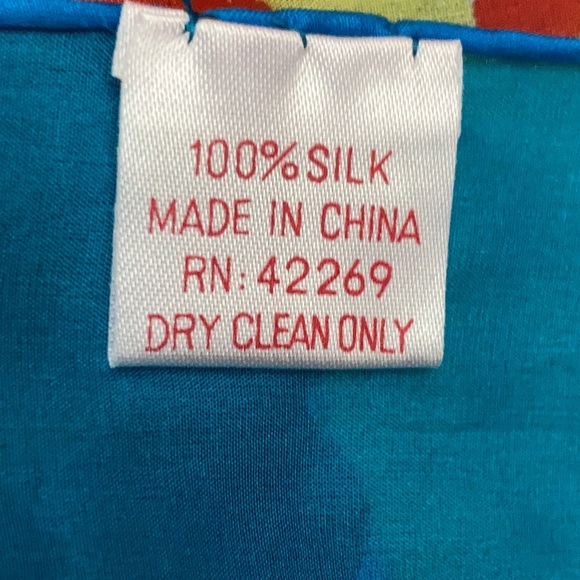 100% SILK
MADE IN CHINA
RN: 42269
DRY CLEAN ONLY